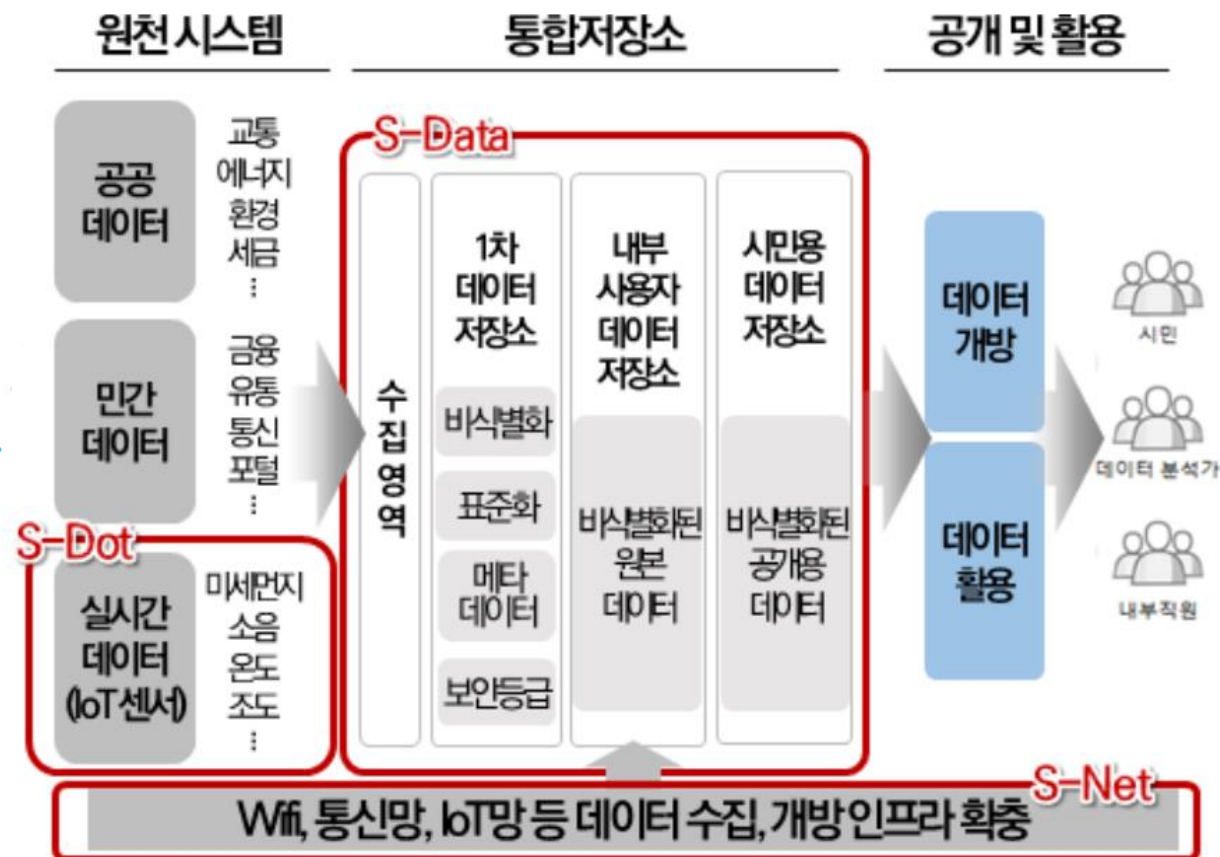 원천 시스템
통합저장소
공개 및 활용
공공
데이터
교통
에너지
환경
세금
...
민간
데이터
금융
유통
통신
포털
...
S-Dot
실시간
데이터
(IoT 센서)
미세먼지
소음
온도
조도
...
S-Data
수
집
영
역
1차
데이터
저장소
비식별화
표준화
메타
데이터
보안등급
내부
사용자
데이터
저장소
비식별화된
원본
데이터
시민용
데이터
저장소
비식별화된
공개용
데이터
데이터
개방
데이터
활용
시민
데이터 분석가
내부직원
S-Net
Wifi, 통신망, IoT망 등 데이터 수집, 개방 인프라 확충